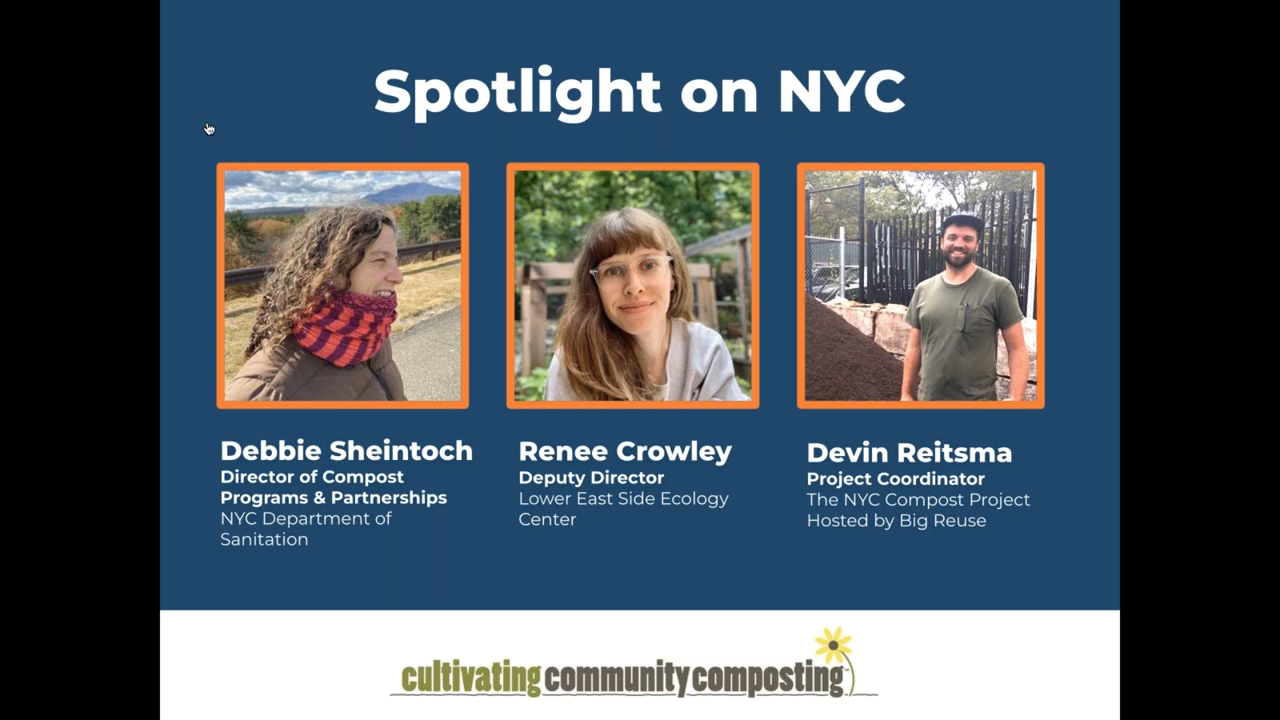 Spotlight on NYC
Debbie Sheintoch
Director of Compost
Programs & Partnerships
NYC Department of
Sanitation
Renee Crowley
Deputy Director
Lower East Side Ecology
Center
Devin Reitsma
Project Coordinator
The NYC Compost Project
Hosted by Big Reuse
cultivating community composting